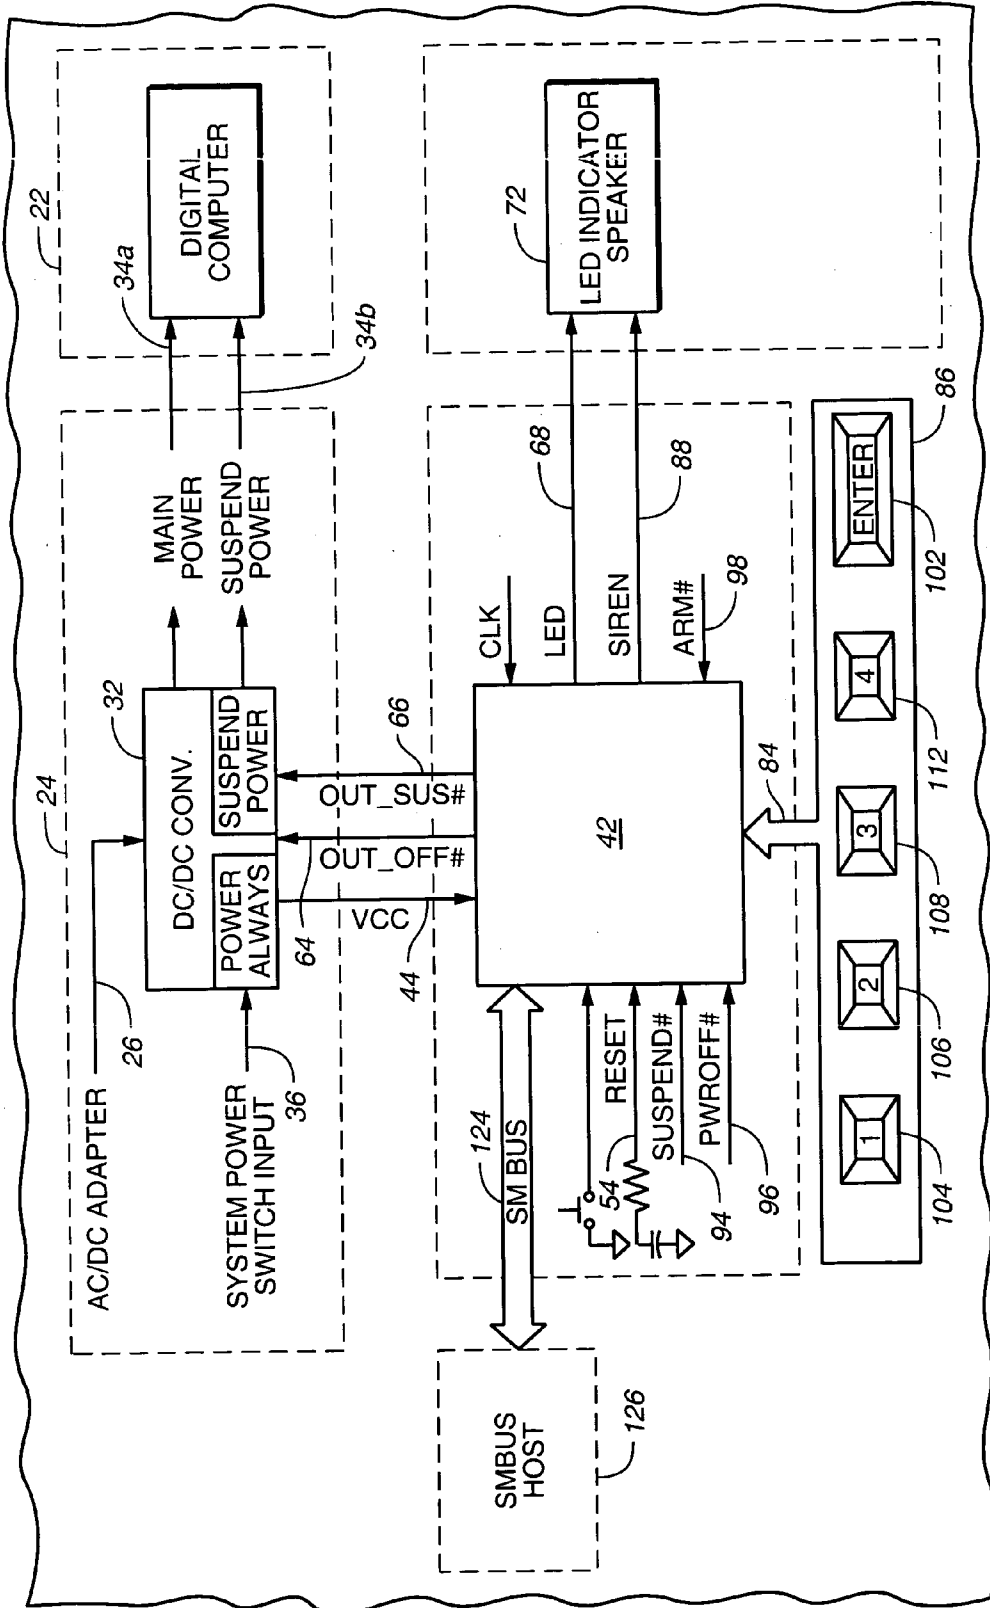 22
24
AC/DC ADAPTER
26
32
DC/DC CONV.
POWER
ALWAYS
SUSPEND
POWER
SYSTEM POWER
SWITCH INPUT
36
MAIN
POWER
SUSPEND
POWER
34a
34b
DIGITAL
COMPUTER
VCC
44
OUT_OFF#
64
OUT_SUS#
66
SMBUS
HOST
126
SM BUS
124
42
CLK
LED
68
SIREN
88
ARM#
98
72
LED INDICATOR
SPEAKER
54
RESET
SUSPEND#
94
PWROFF#
96
84
86
1
2
3
4
ENTER
104
106
108
112
102